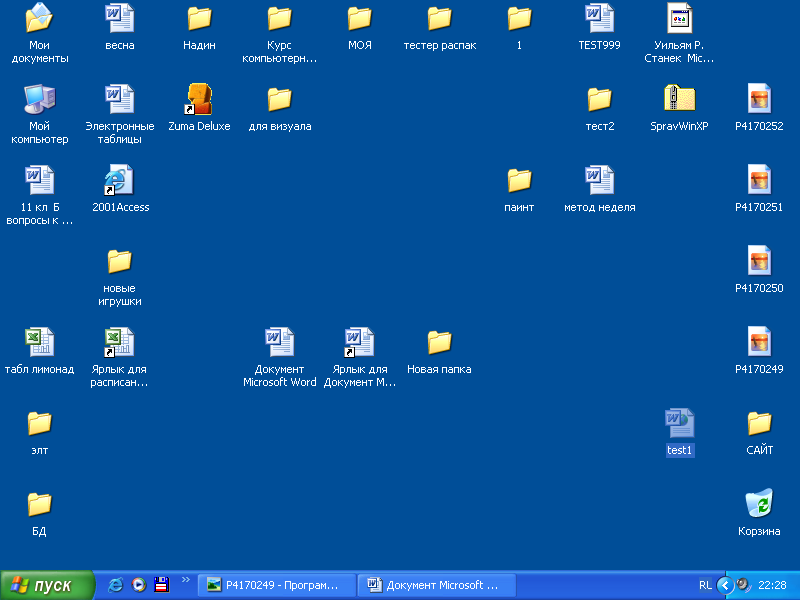 Мои
документы
весна
Надин
Курс
компьютерн...
МОЯ
тестер распак
1
TEST999
Уильям Р.
Станек Mic...
Мой
компьютер
Электронные
таблицы
Zuma Deluxe
для визуала
тест2
SpravWinXP
P4170252
11 кл Б
вопросы к ...
2001Access
паинт
метод неделя
P4170251
новые
игрушки
P4170250
табл лимонад
Ярлык для
расписан...
Документ
Microsoft Word
Ярлык для
Документ M...
Новая папка
P4170249
элт
test1
САЙТ
БД
Корзина
пуск
P4170249 - Програм...
Документ Microsoft ...
RL
22:28